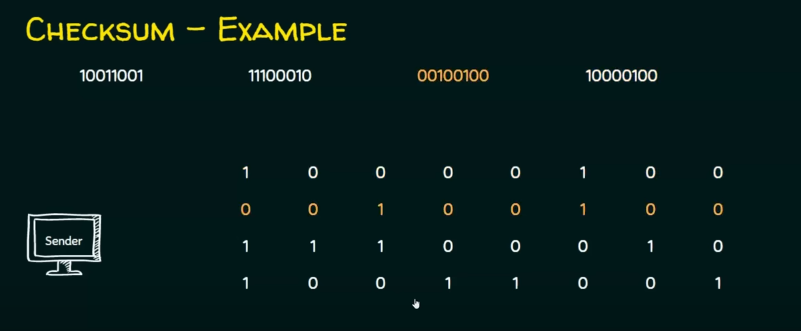 CHECKSUM – EXAMPLE
10011001 11100010 00100100 10000100
1 0 0 0 0 1 0 0
0 0 1 0 0 1 0 0
Sender
1 1 1 0 0 0 1 0
1 0 0 1 1 0 0 1